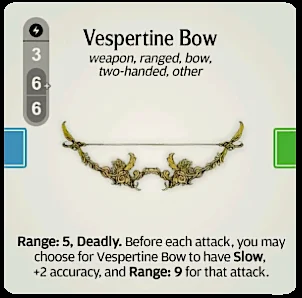 Vespertine Bow
weapon, ranged, bow,
two-handed, other
3
6
6
Range: 5, Deadly. Before each attack, you may
choose for Vespertine Bow to have Slow,
+2 accuracy, and Range: 9 for that attack.